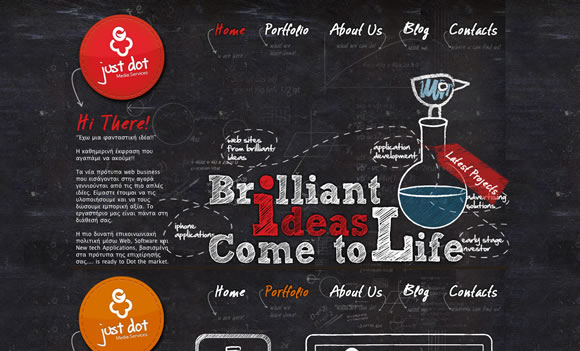 Home Portfolio About Us Blog Contacts
just dot
Media Services
Hi There!
"Έχω μια φανταστική ιδέα!!"
Η καθημερινή έκφραση που
αγαπάμε να ακούμε!!
Τα νέα πρότυπα web business
που εισάγονται στην αγορά
γεννιούνται από τις πιο απλές
ιδέες. Είμαστε έτοιμοι να τις
υλοποιήσουμε και να τους
δώσουμε εμπορική αξία. Το
εργαστήριο μας είναι πάντα στη
διάθεσή σας.
Η πιο δυνατή επικοινωνιακή
πολιτική μέσω Web, Software και
New tech Applications, βασισμένη
στα πρότυπα της επιχείρησής
σας.... is ready to Dot the market.
web sites
from brilliant
ideas
application
development
Latest Projects
advertising
solutions
iphone
applications
early stage
investor
Brilliant
ideas
Come to Life
Home Portfolio About Us Blog Contacts
just dot
Media Services